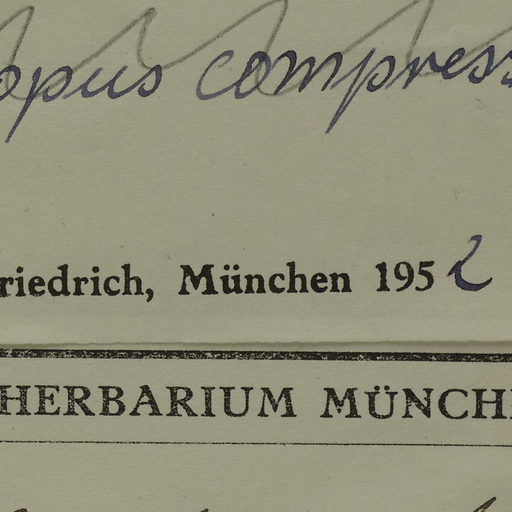 opus compress
riedrich, München 1952
HERBARIUM MÜNCH